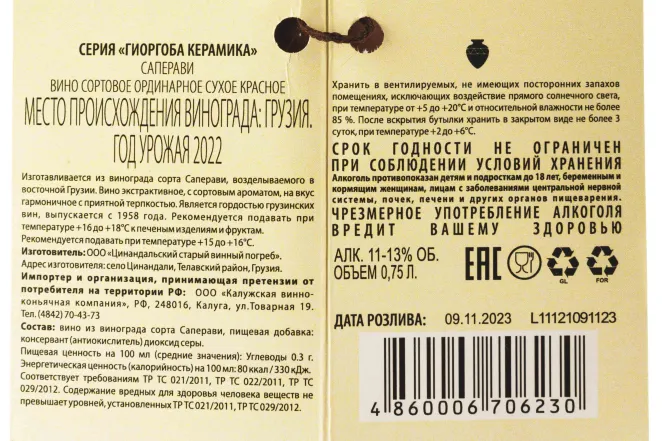 СЕРИЯ «ГИОРГОБА КЕРАМИКА»
САПЕРАВИ
ВИНО СОРТОВОЕ ОРДИНАРНОЕ СУХОЕ КРАСНОЕ
МЕСТО ПРОИСХОЖДЕНИЯ ВИНОГРАДА: ГРУЗИЯ.
ГОД УРОЖАЯ 2022
Изготавливается из винограда сорта Саперави, возделываемого в
восточной Грузии. Вино экстрактивное, с сортовым ароматом, на вкус
гармоничное с приятной терпкостью. Является гордостью грузинских
вин, выпускается с 1958 года. Рекомендуется подавать при
температуре +16 до +18°С к печеным изделиям и фруктам.
Рекомендуется подавать при температуре +15 до +16°С.
Изготовитель: ООО «Цинандальский старый винный погреб».
Адрес изготовителя: село Цинандали, Телавский район, Грузия.
Импортер и организация, принимающая претензии от
потребителя на территории РФ: ООО «Калужская винно-
коньячная компания», РФ, 248016, Калуга, ул.Товарная 19.
Тел. (4842) 70-43-73
Состав: вино из винограда сорта Саперави, пищевая добавка:
консервант (антиокислитель) диоксид серы.
Пищевая ценность на 100 мл (средние значения): Углеводы 0.3 г.
Энергетическая ценность (калорийность) на 100 мл: 80 ккал / 330 кДж.
Соответствует требованиям ТР ТС 021/2011, ТР ТС 022/2011, ТР ТС
029/2012. Содержание вредных для здоровья человека веществ не
превышает уровней, установленных ТР ТС 021/2011, ТР ТС 029/2012.
Хранить в вентилируемых, не имеющих посторонних запахов
помещениях, исключающих воздействие прямого солнечного света,
при температуре от +5 до +20°С и относительной влажности не более
85 %. После вскрытия бутылки хранить в закрытом виде не более 3
суток, при температуре +2 до +6°С.
СРОК ГОДНОСТИ НЕ ОГРАНИЧЕН
ПРИ СОБЛЮДЕНИИ УСЛОВИЙ ХРАНЕНИЯ
Алкоголь противопоказан детям и подросткам до 18 лет, беременным и
кормящим женщинам, лицам с заболеваниями центральной нервной
системы, почек, печени и других органов пищеварения.
ЧРЕЗМЕРНОЕ УПОТРЕБЛЕНИЕ АЛКОГОЛЯ
ВРЕДИТ ВАШЕМУ ЗДОРОВЬЮ
АЛК. 11-13% ОБ.
ОБЪЕМ 0,75 Л.
EAC
GL
FOR
ДАТА РОЗЛИВА: 09.11.2023 L11121091123
4 860006 706230